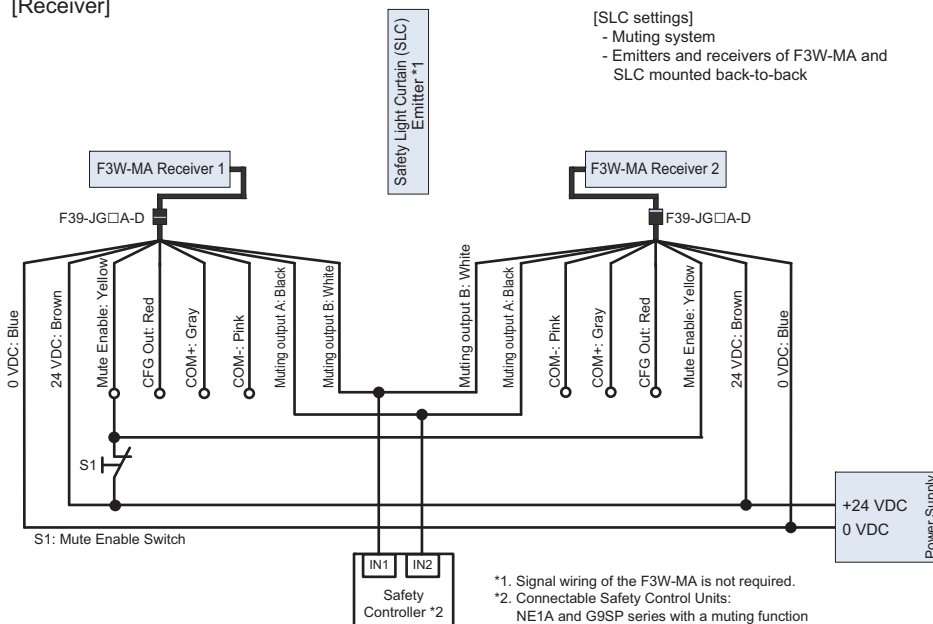 [Receiver]
Safety Light Curtain (SLC)
Emitter *1
[SLC settings]
- Muting system
- Emitters and receivers of F3W-MA and
SLC mounted back-to-back
F3W-MA Receiver 1
F3W-MA Receiver 2
F39-JG□A-D
F39-JG□A-D
0 VDC: Blue
24 VDC: Brown
Mute Enable: Yellow
CFG Out: Red
COM+: Gray
COM-: Pink
Muting output A: Black
Muting output B: White
Muting output B: White
Muting output A: Black
COM-: Pink
COM+: Gray
CFG Out: Red
Mute Enable: Yellow
24 VDC: Brown
0 VDC: Blue
S1
+24 VDC
0 VDC
Power Supply
S1: Mute Enable Switch
IN1
IN2
Safety
Controller *2
*1. Signal wiring of the F3W-MA is not required.
*2. Connectable Safety Control Units:
NE1A and G9SP series with a muting function